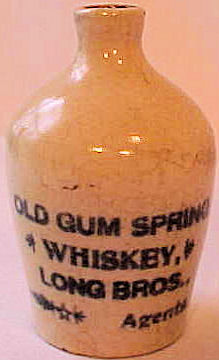 OLD GUM SPRING
* WHISKEY, *
LONG BROS.,
Agents